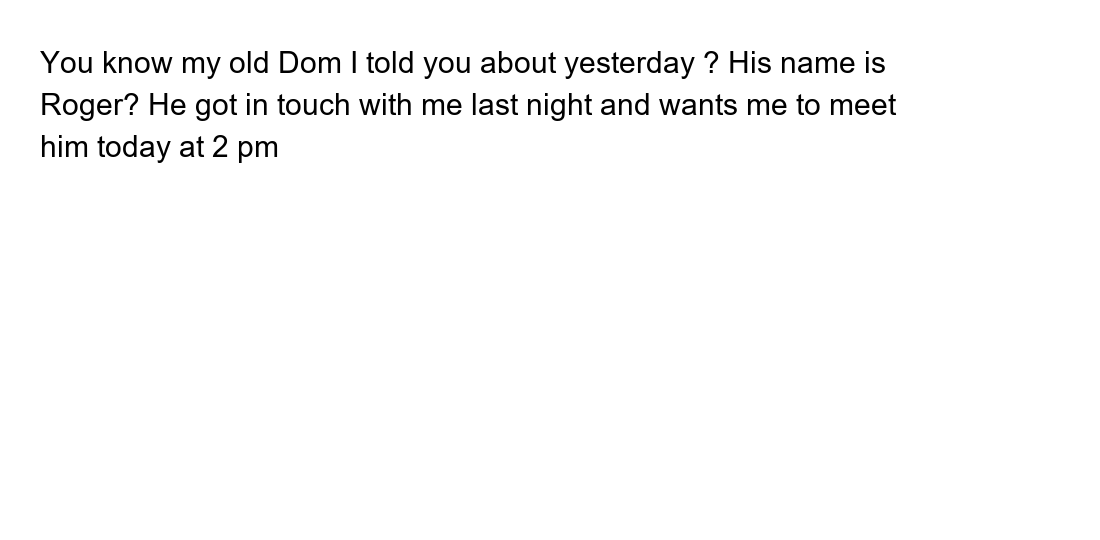 You know my old Dom I told you about yesterday ? His name is
Roger? He got in touch with me last night and wants me to meet
him today at 2 pm